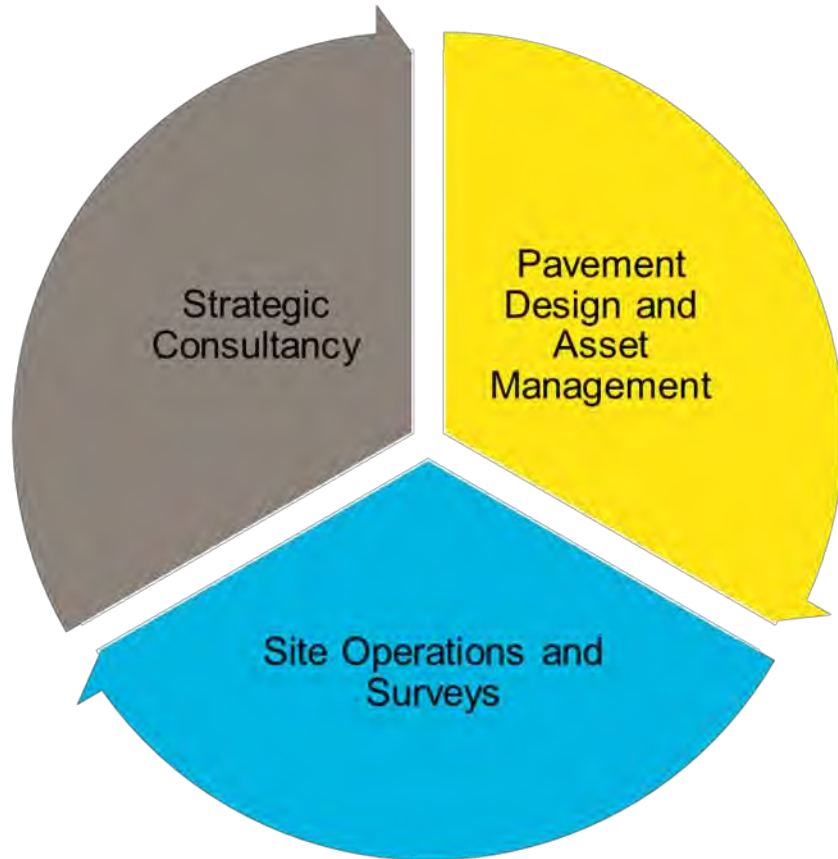 Strategic
Consultancy
Pavement
Design and
Asset
Management
Site Operations and
Surveys